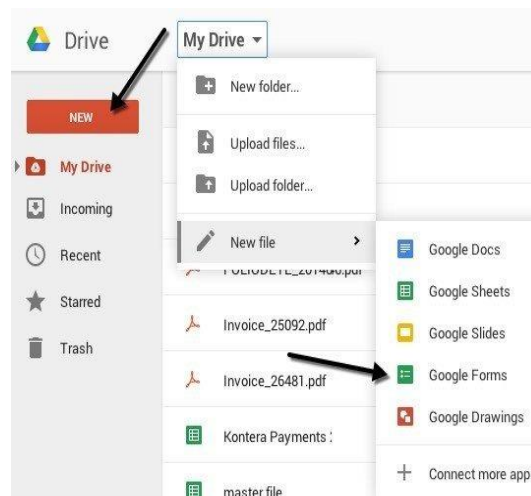 Drive
My Drive
New folder...
NEW
Upload files...
My Drive
Upload folder...
Incoming
New file
Google Docs
Recent
Google Sheets
Starred
Invoice_25092.pdf
Google Slides
Trash
Invoice_26481.pdf
Google Forms
Google Drawings
Kontera Payments
Connect more app
master file